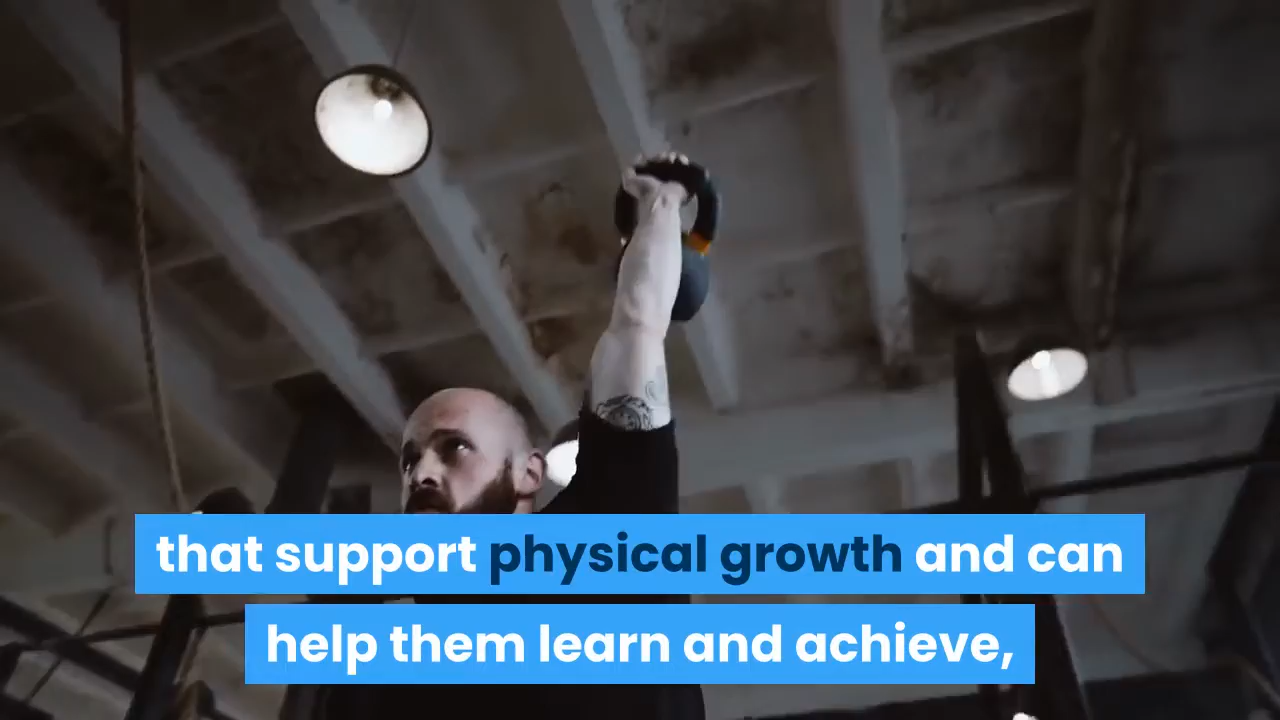 that support physical growth and can
help them learn and achieve,